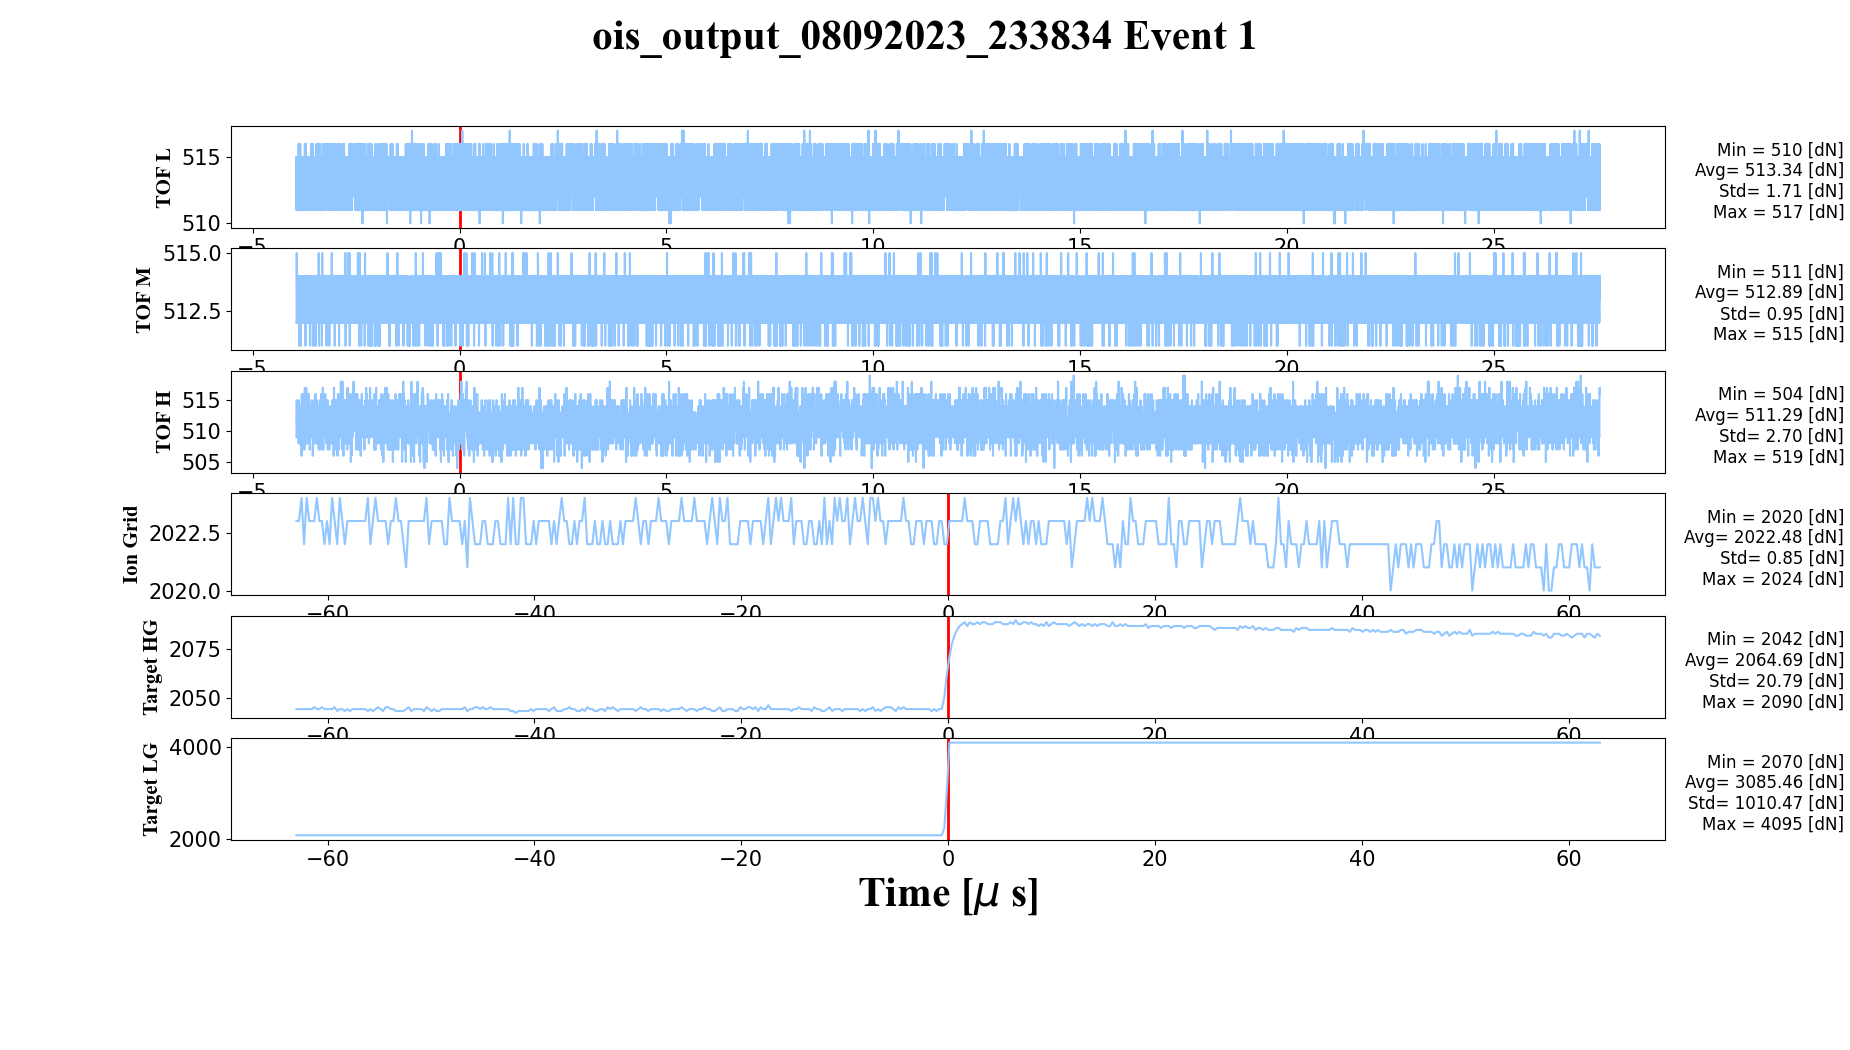 ois_output_08092023_233834 Event 1
TOF L
515
510
−5 0 5 10 15 20 25
Min = 510 [dN]
Avg= 513.34 [dN]
Std= 1.71 [dN]
Max = 517 [dN]
TOF M
515.0
512.5
−5 0 5 10 15 20 25
Min = 511 [dN]
Avg= 512.89 [dN]
Std= 0.95 [dN]
Max = 515 [dN]
TOF H
515
510
505
−5 0 5 10 15 20 25
Min = 504 [dN]
Avg= 511.29 [dN]
Std= 2.70 [dN]
Max = 519 [dN]
Ion Grid
2022.5
2020.0
−60 −40 −20 0 20 40 60
Min = 2020 [dN]
Avg= 2022.48 [dN]
Std= 0.85 [dN]
Max = 2024 [dN]
Target HG
2075
2050
−60 −40 −20 0 20 40 60
Min = 2042 [dN]
Avg= 2064.69 [dN]
Std= 20.79 [dN]
Max = 2090 [dN]
Target LG
4000
2000
−60 −40 −20 0 20 40 60
Min = 2070 [dN]
Avg= 3085.46 [dN]
Std= 1010.47 [dN]
Max = 4095 [dN]
Time [μ s]